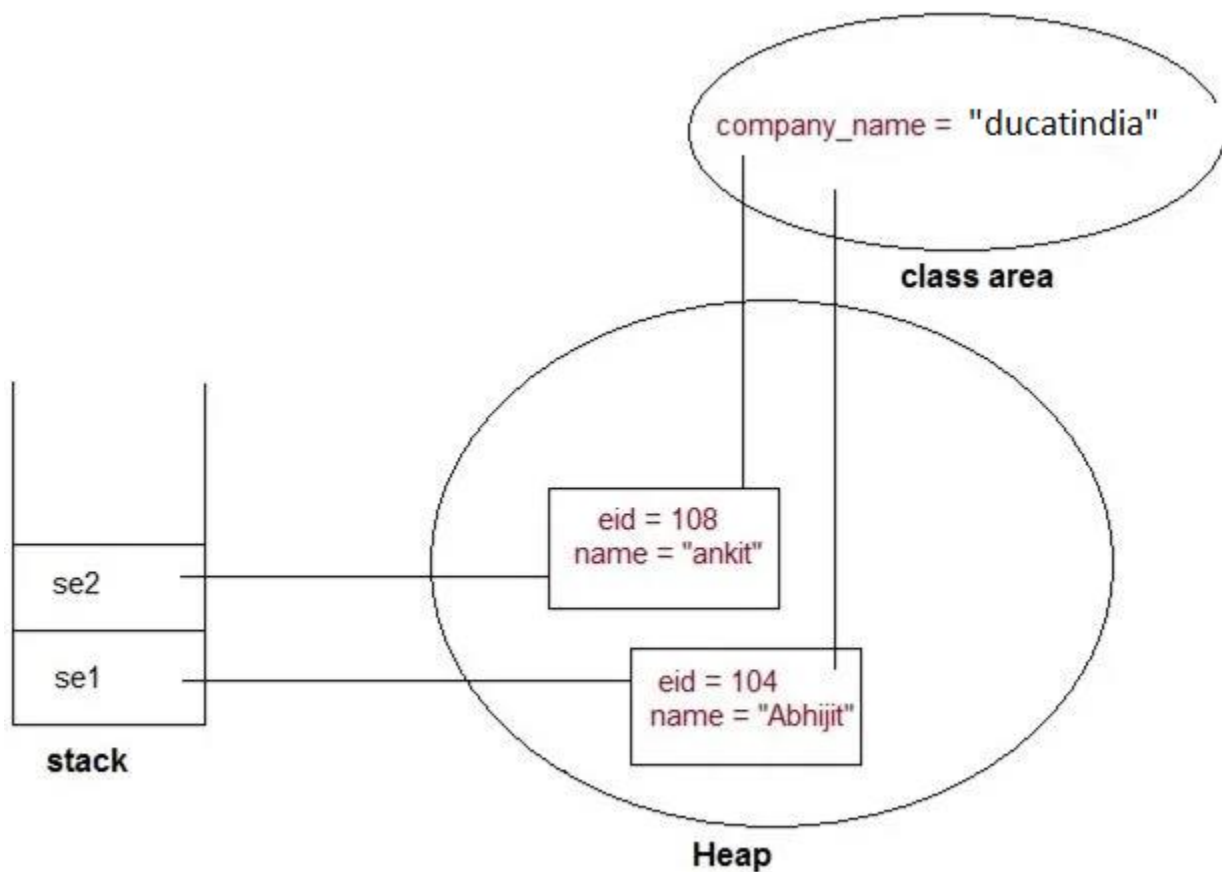 company_name = "ducatindia"
class area
eid = 108
name = "ankit"
se2
se1
eid = 104
name = "Abhijit"
stack
Heap